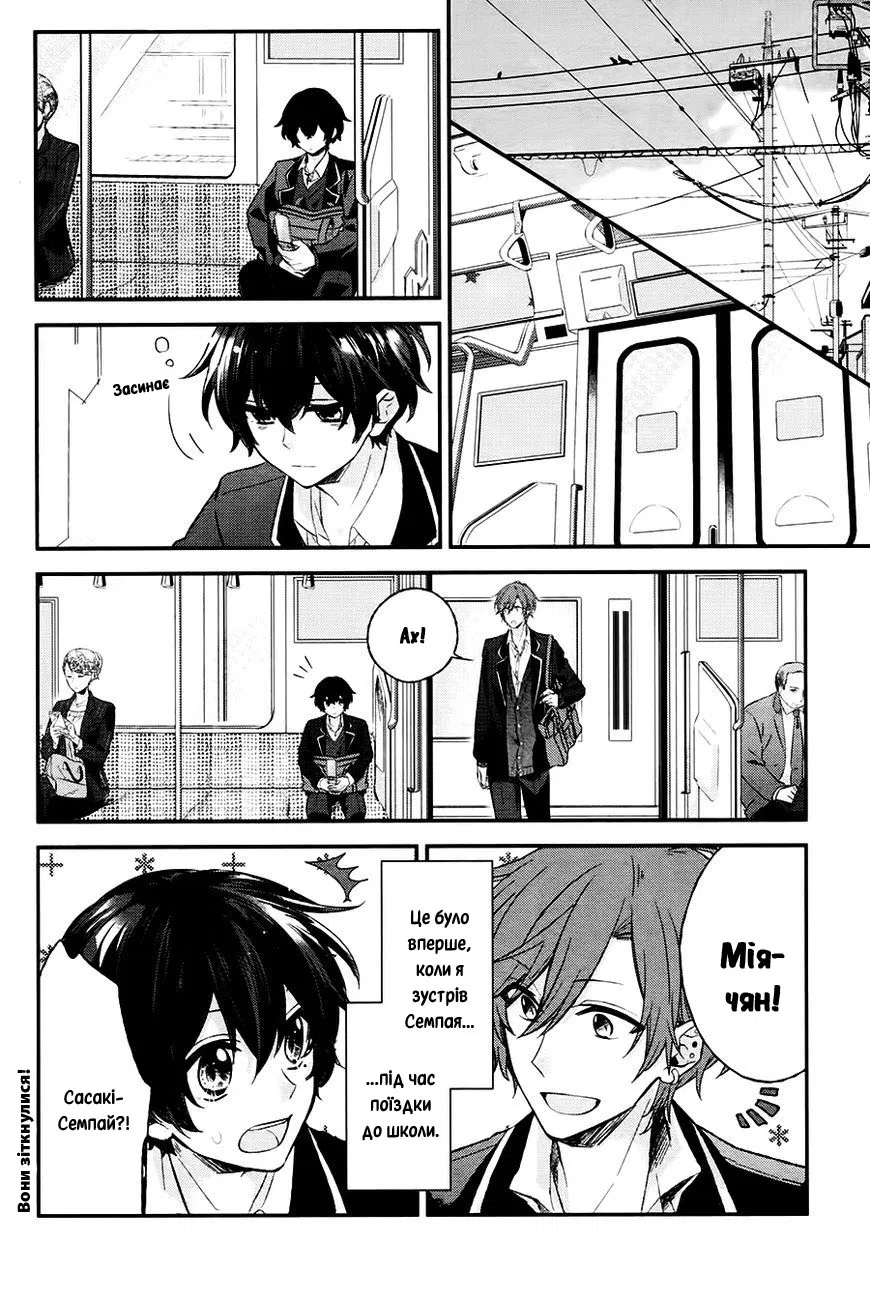 Засинає
Ах!
Мія-
чян!
Це було
вперше,
коли я
зустрів
Семпая...
...під час
поїздки
до школи.
Сасакі-
Семпай?!
Вони зіткнулися!